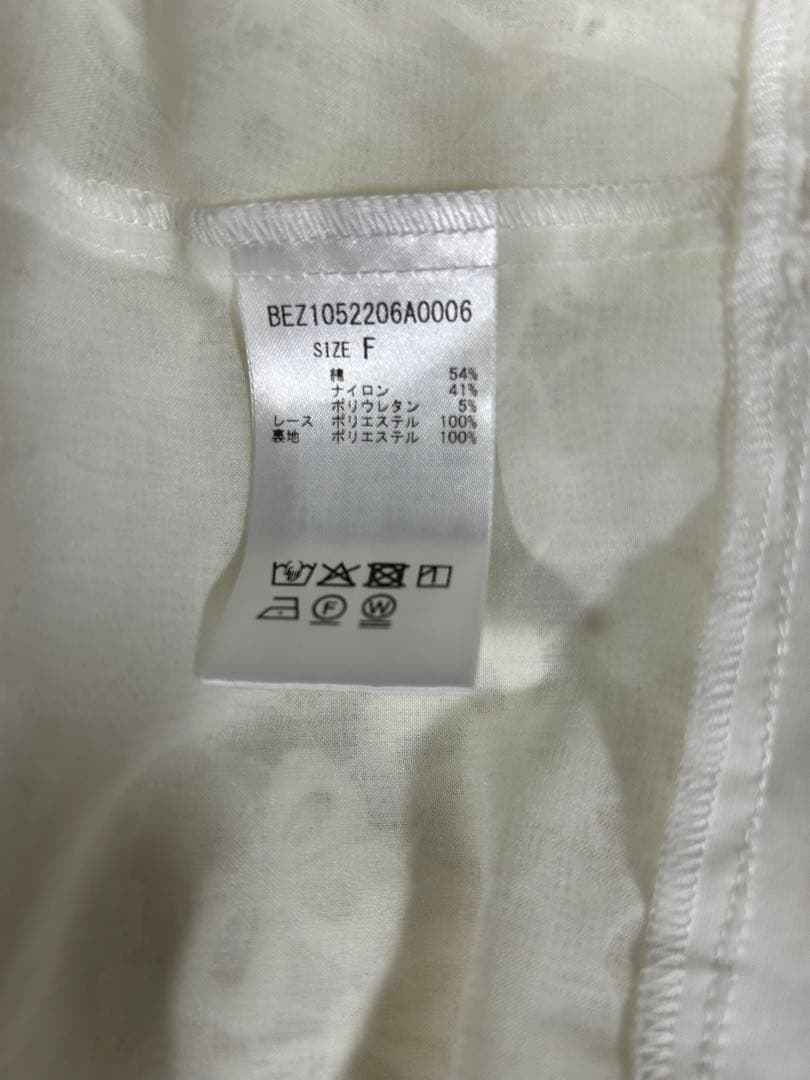 BEZ1052206A0006
SIZE F
綿 54%
ナイロン 41%
ポリウレタン 5%
レース ポリエステル 100%
裏地 ポリエステル 100%
F W